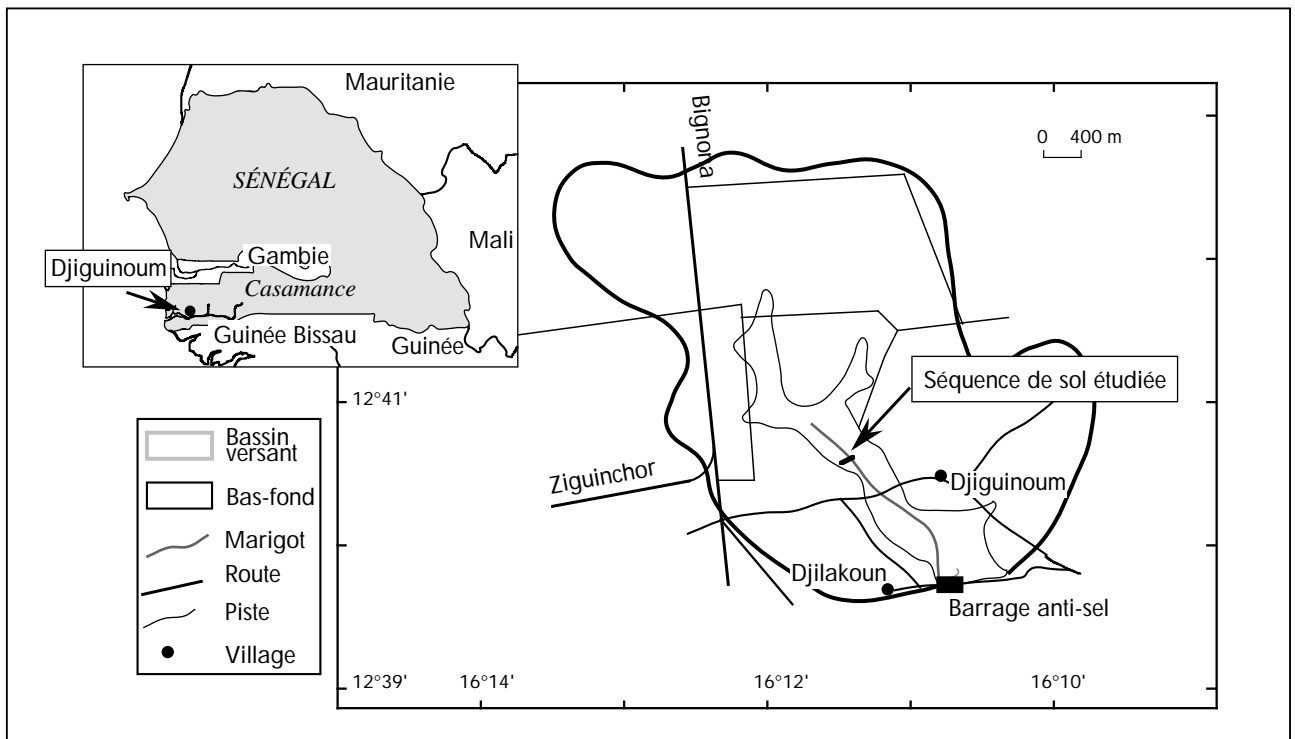 Mauritanie
SÉNÉGAL
Mali
Gambie
Djiguinoum
Casamance
Guinée Bissau
Guinée
Bignona
0 400 m
Séquence de sol étudiée
12°41'
Ziguinchor
Djiguinoum
Djilakoun
Barrage anti-sel
12°39'
16°14'
16°12'
16°10'
Bassin
versant
Bas-fond
Marigot
Route
Piste
Village